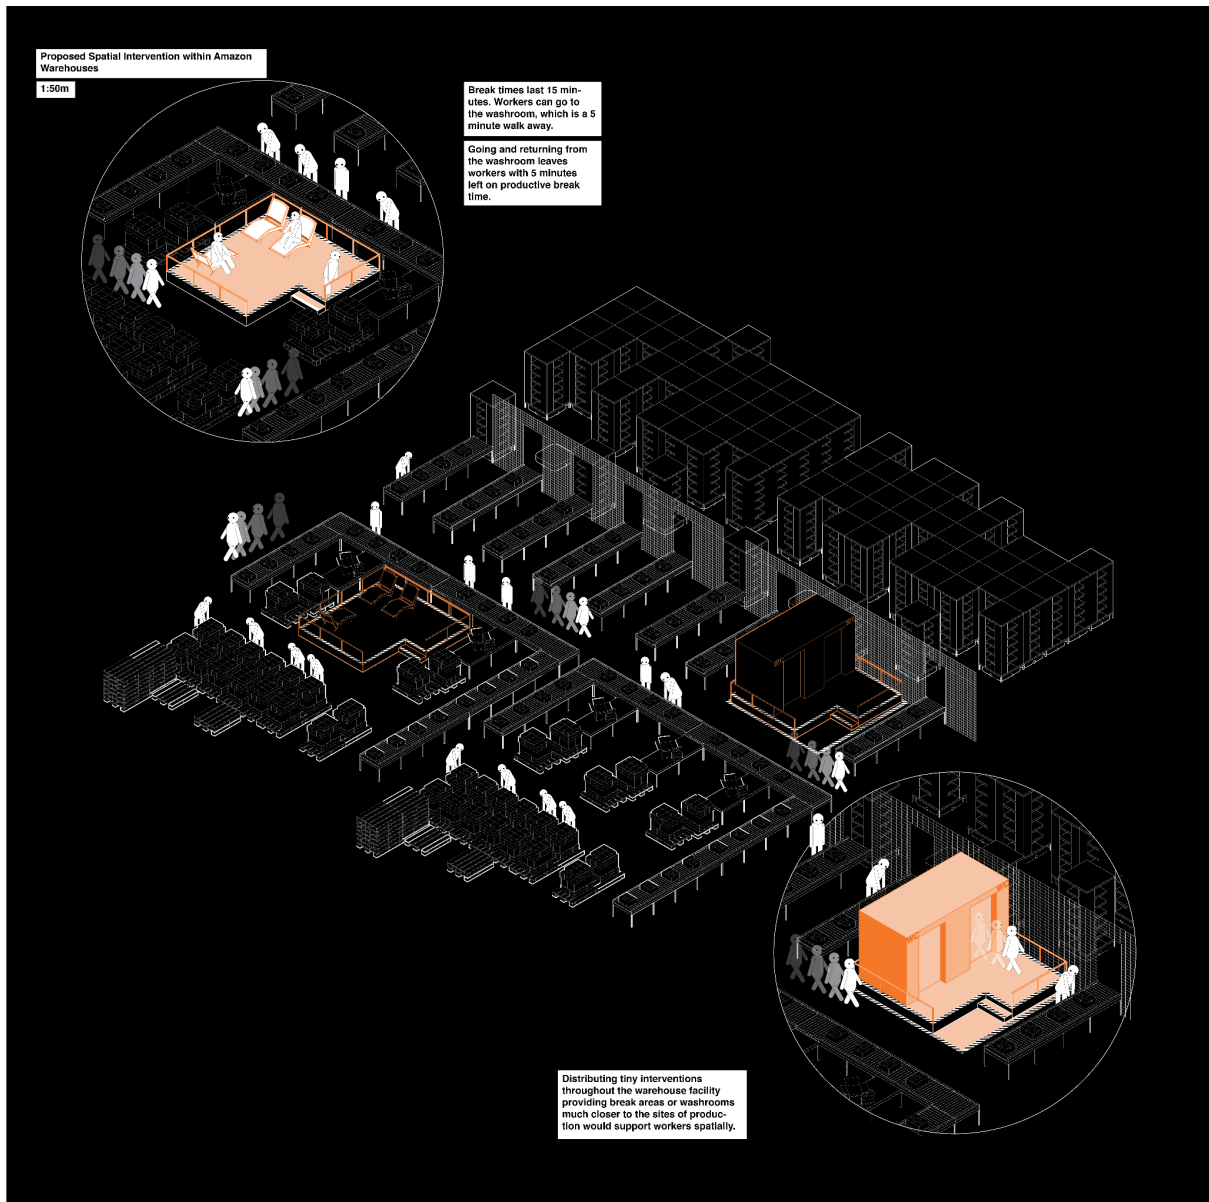 Proposed Spatial Intervention within Amazon
Warehouses
1:50m
Break times last 15 min-
utes. Workers can go to
the washroom, which is a 5
minute walk away.
Going and returning from
the washroom leaves
workers with 5 minutes
left on productive break
time.
WC
WC
Distributing tiny interventions
throughout the warehouse facility
providing break areas or washrooms
much closer to the sites of produc-
tion would support workers spatially.